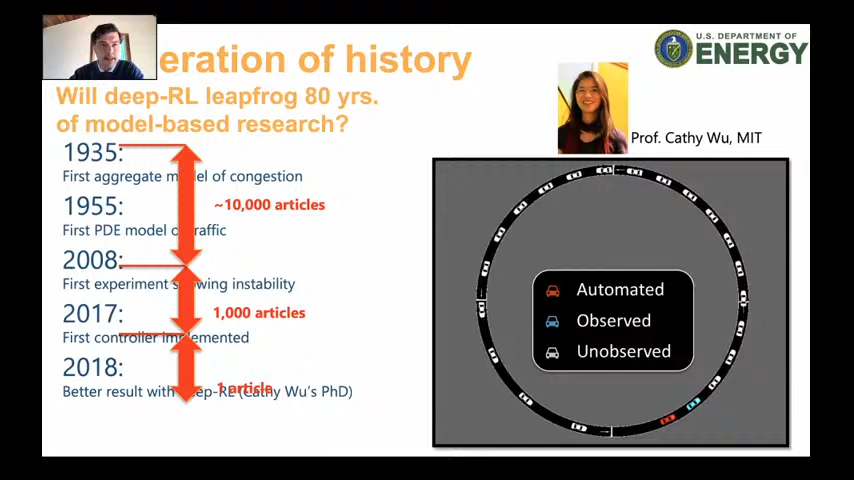 eration of history
U.S. DEPARTMENT OF
ENERGY
Will deep-RL leapfrog 80 yrs.
of model-based research?
Prof. Cathy Wu, MIT
1935:
First aggregate model of congestion
~10,000 articles
1955:
First PDE model of traffic
2008:
First experiment showing instability
1,000 articles
2017:
First controller implemented
2018:
1 article
Better result with deep-RL (Cathy Wu's PhD)
Automated
Observed
Unobserved